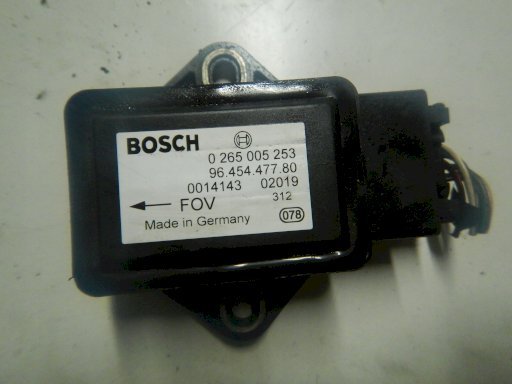 BOSCH
0 265 005 253
96.454.477.80
0014143 02019
← FOV 312
Made in Germany 078